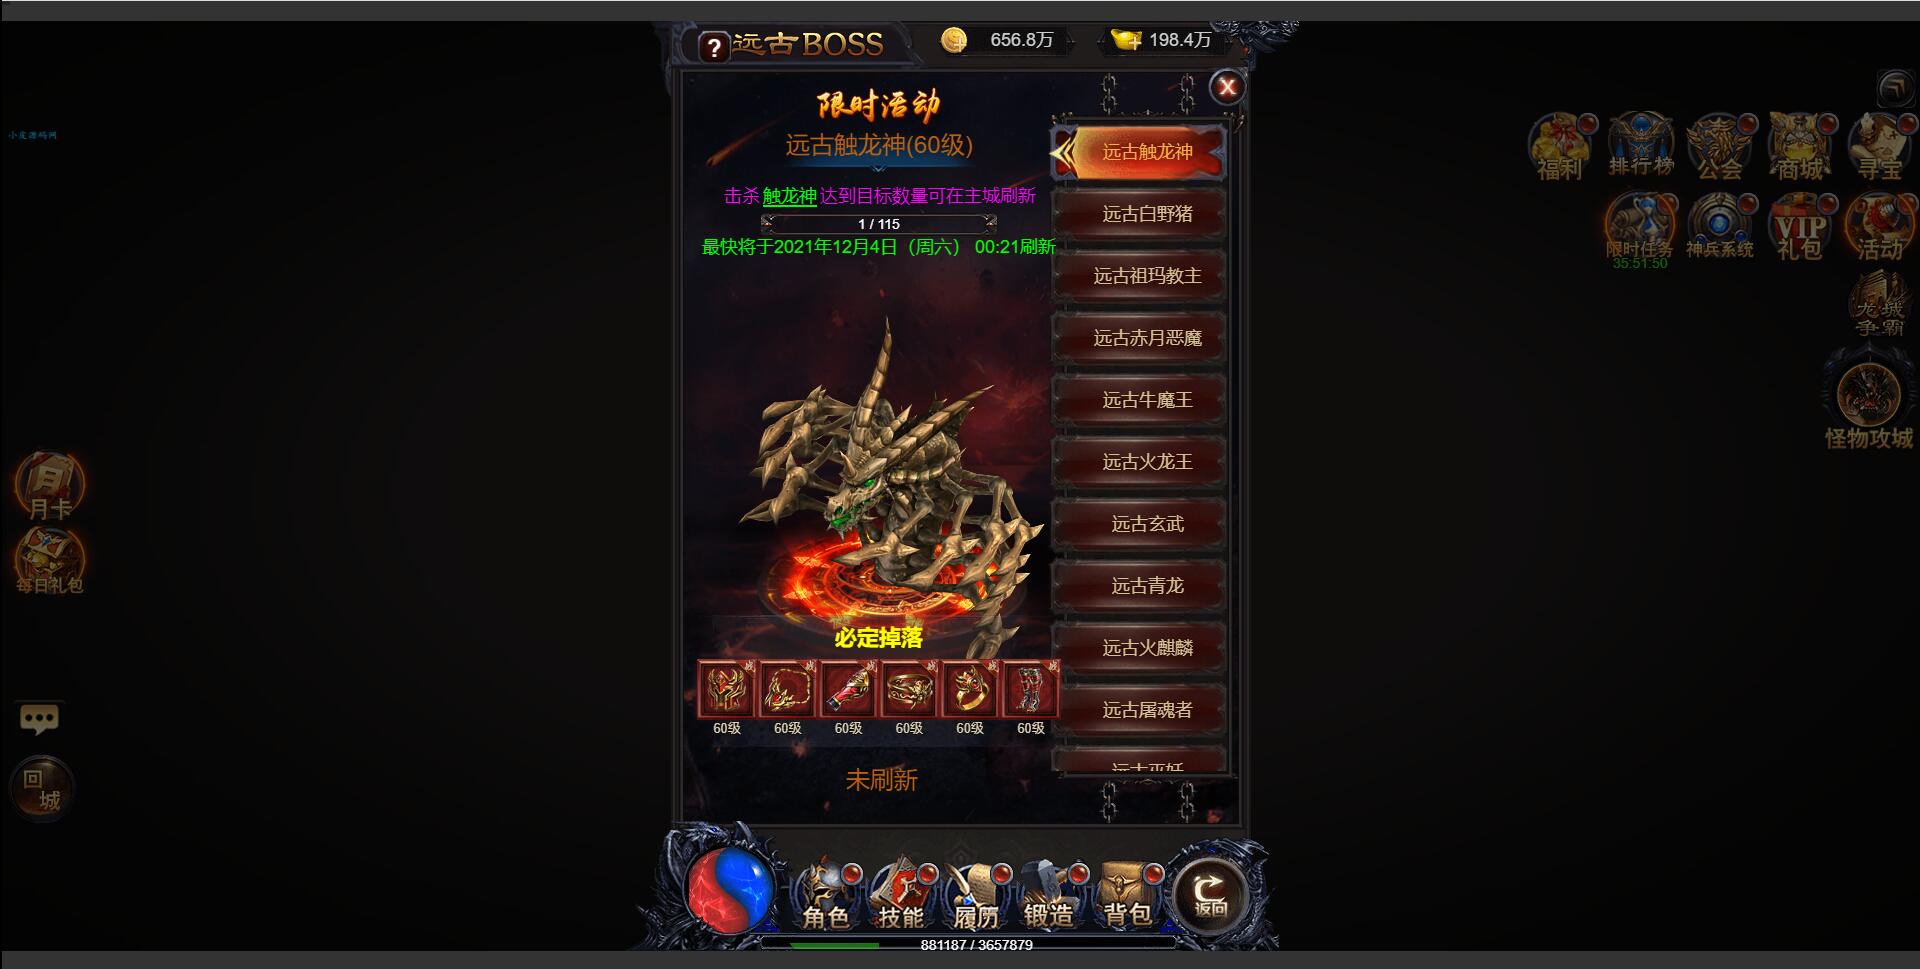 远古BOSS
656.8万
198.4万
限时活动
远古触龙神(60级)
击杀触龙神达到目标数量可在主城刷新
1 / 115
最快将于2021年12月4日（周六） 00:21刷新
必定掉落
60级 60级 60级 60级 60级 60级
未刷新
远古触龙神
远古白野猪
远古祖玛教主
远古赤月恶魔
远古牛魔王
远古火龙王
远古玄武
远古青龙
远古火麒麟
远古屠魂者
小皮源码网
月卡
每日礼包
回城
福利
排行榜
公会
商城
寻宝
限时任务
35:51:50
神兵系统
VIP
礼包
活动
龙城
争霸
怪物攻城
角色
技能
履历
锻造
背包
返回
881187 / 3657879